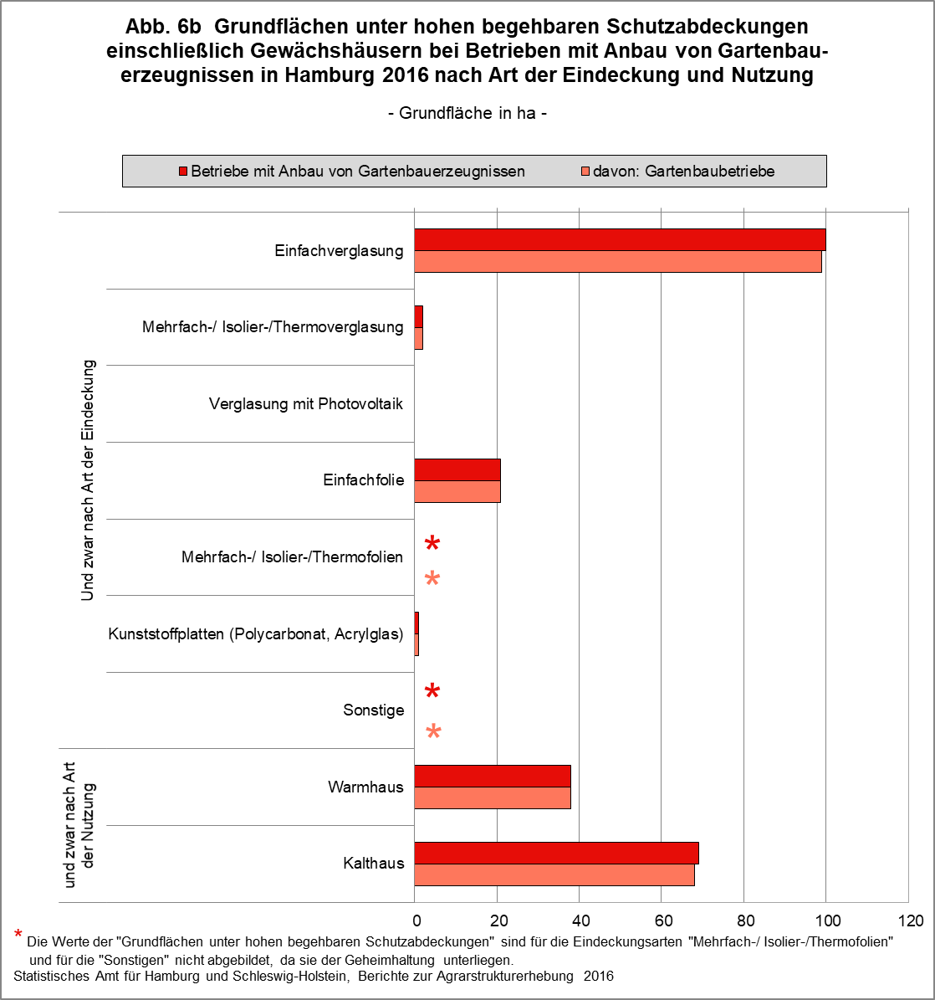 Abb. 6b  Grundflächen unter hohen begehbaren Schutzabdeckungen
einschließlich Gewächshäusern bei Betrieben mit Anbau von Gartenbau-
erzeugnissen in Hamburg 2016 nach Art der Eindeckung und Nutzung
- Grundfläche in ha -
Betriebe mit Anbau von Gartenbauerzeugnissen
davon: Gartenbaubetriebe
Und zwar nach Art der Eindeckung
Einfachverglasung
Mehrfach-/ Isolier-/Thermoverglasung
Verglasung mit Photovoltaik
Einfachfolie
Mehrfach-/ Isolier-/Thermofolien
*
*
Kunststoffplatten (Polycarbonat, Acrylglas)
Sonstige
*
*
und zwar nach Art
der Nutzung
Warmhaus
Kalthaus
0 20 40 60 80 100 120
* Die Werte der "Grundflächen unter hohen begehbaren Schutzabdeckungen" sind für die Eindeckungsarten "Mehrfach-/ Isolier-/Thermofolien"
und für die "Sonstigen" nicht abgebildet, da sie der Geheimhaltung unterliegen.
Statistisches Amt für Hamburg und Schleswig-Holstein, Berichte zur Agrarstrukturerhebung 2016